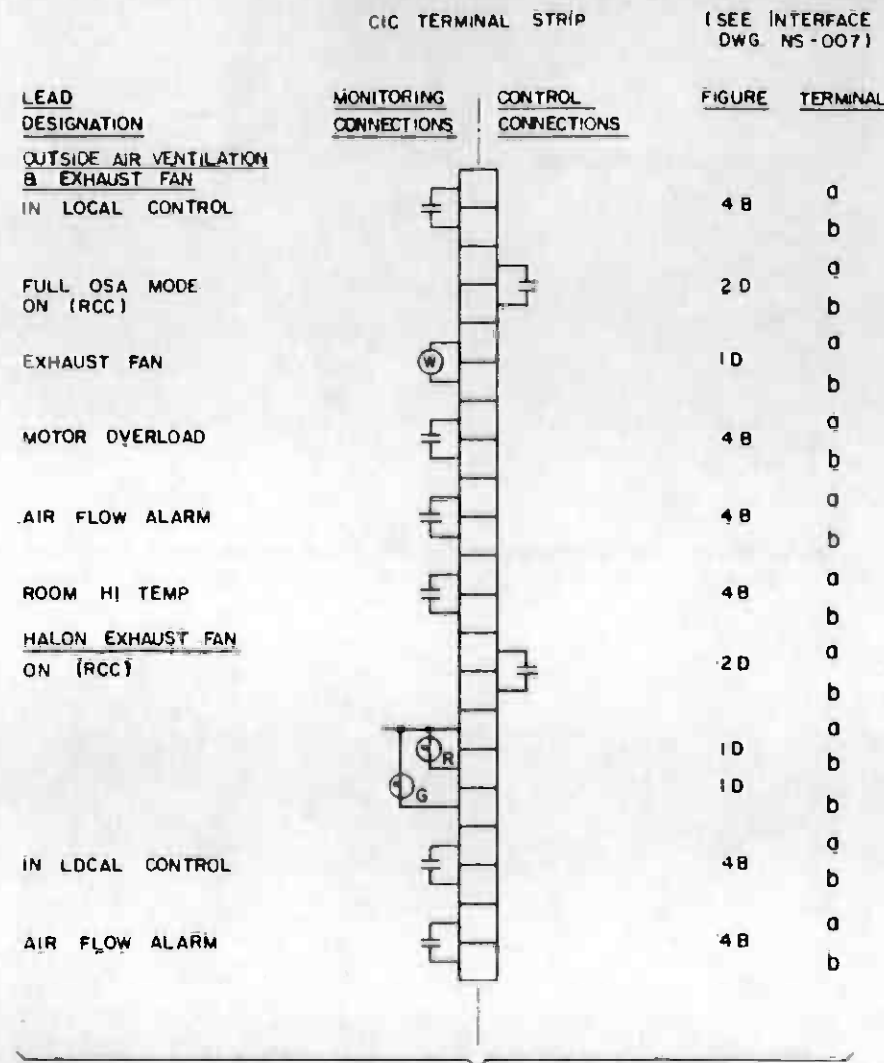 CIC TERMINAL STRIP
(SEE INTERFACE
DWG. NS-007)
LEAD
DESIGNATION
MONITORING
CONNECTIONS
CONTROL
CONNECTIONS
FIGURE
TERMINAL
OUTSIDE AIR VENTILATION
& EXHAUST FAN
IN LOCAL CONTROL
4B
a
b
FULL OSA MODE
ON (RCC)
2D
a
b
EXHAUST FAN
W
1D
a
b
MOTOR OVERLOAD
4B
a
b
AIR FLOW ALARM
4B
a
b
ROOM HI TEMP
4B
a
b
HALON EXHAUST FAN
ON (RCC)
2D
a
b
a
R
1D
b
G
1D
b
IN LOCAL CONTROL
4B
a
b
AIR FLOW ALARM
4B
a
b